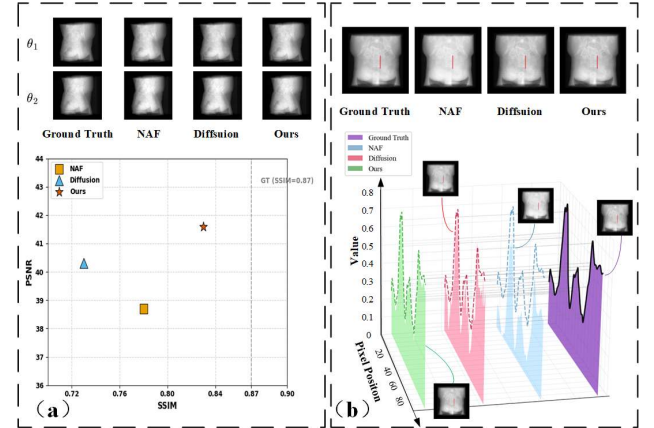 θ1
θ2
Ground Truth NAF Diffsuion Ours
44
43
42
41
40
39
38
37
36
PSNR
NAF
Diffusion
Ours
GT (SSIM=0.87)
0.72 0.76 0.80 0.84 0.87 0.90
SSIM
(a)
Ground Truth NAF Diffsuion Ours
Ground Truth
NAF
Diffusion
Ours
0.8
0.7
0.6
0.5
0.4
0.3
0.2
0.1
0
Value
20
40
60
80
Pixel Positon
(b)